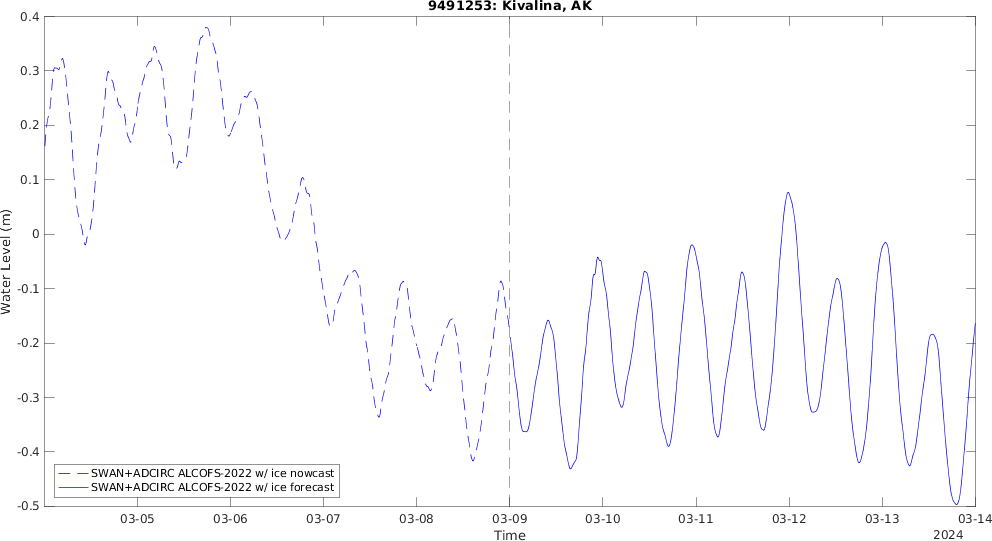 9491253: Kivalina, AK
0.4
0.3
0.2
0.1
0
-0.1
-0.2
-0.3
-0.4
-0.5
Water Level (m)
SWAN+ADCIRC ALCOFS-2022 w/ ice nowcast
SWAN+ADCIRC ALCOFS-2022 w/ ice forecast
03-05 03-06 03-07 03-08 03-09 03-10 03-11 03-12 03-13 03-14
Time
2024